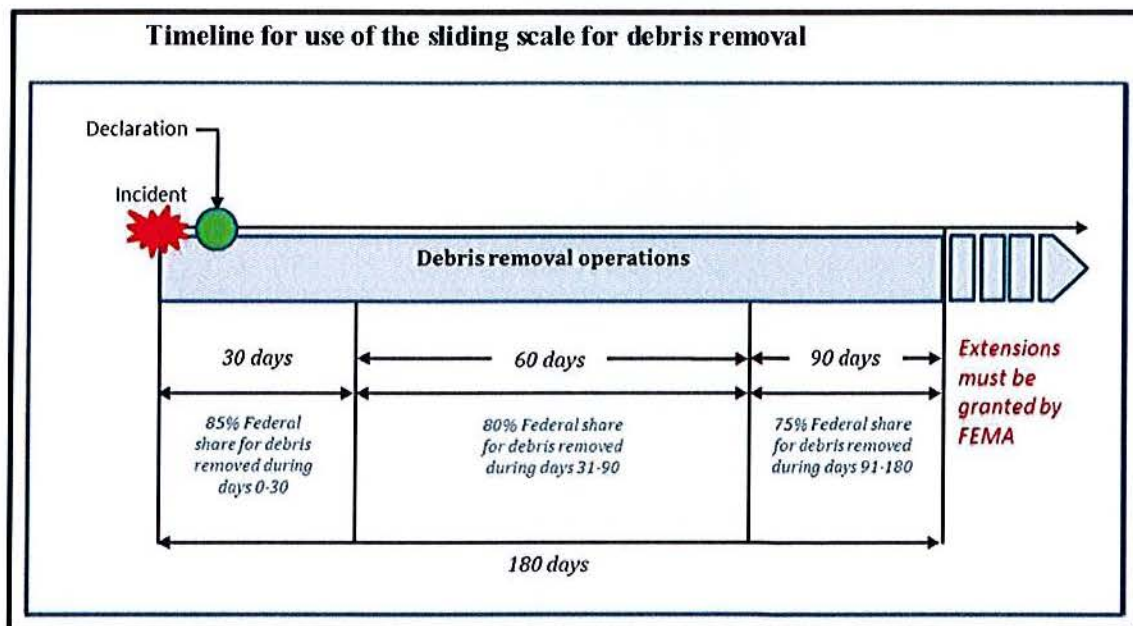 Timeline for use of the sliding scale for debris removal
Declaration
Incident
Debris removal operations
30 days
60 days
90 days
85% Federal
share for debris
removed during
days 0-30
80% Federal share
for debris removed
during days 31-90
75% Federal share
for debris removed
during days 91-180
Extensions
must be
granted by
FEMA
180 days